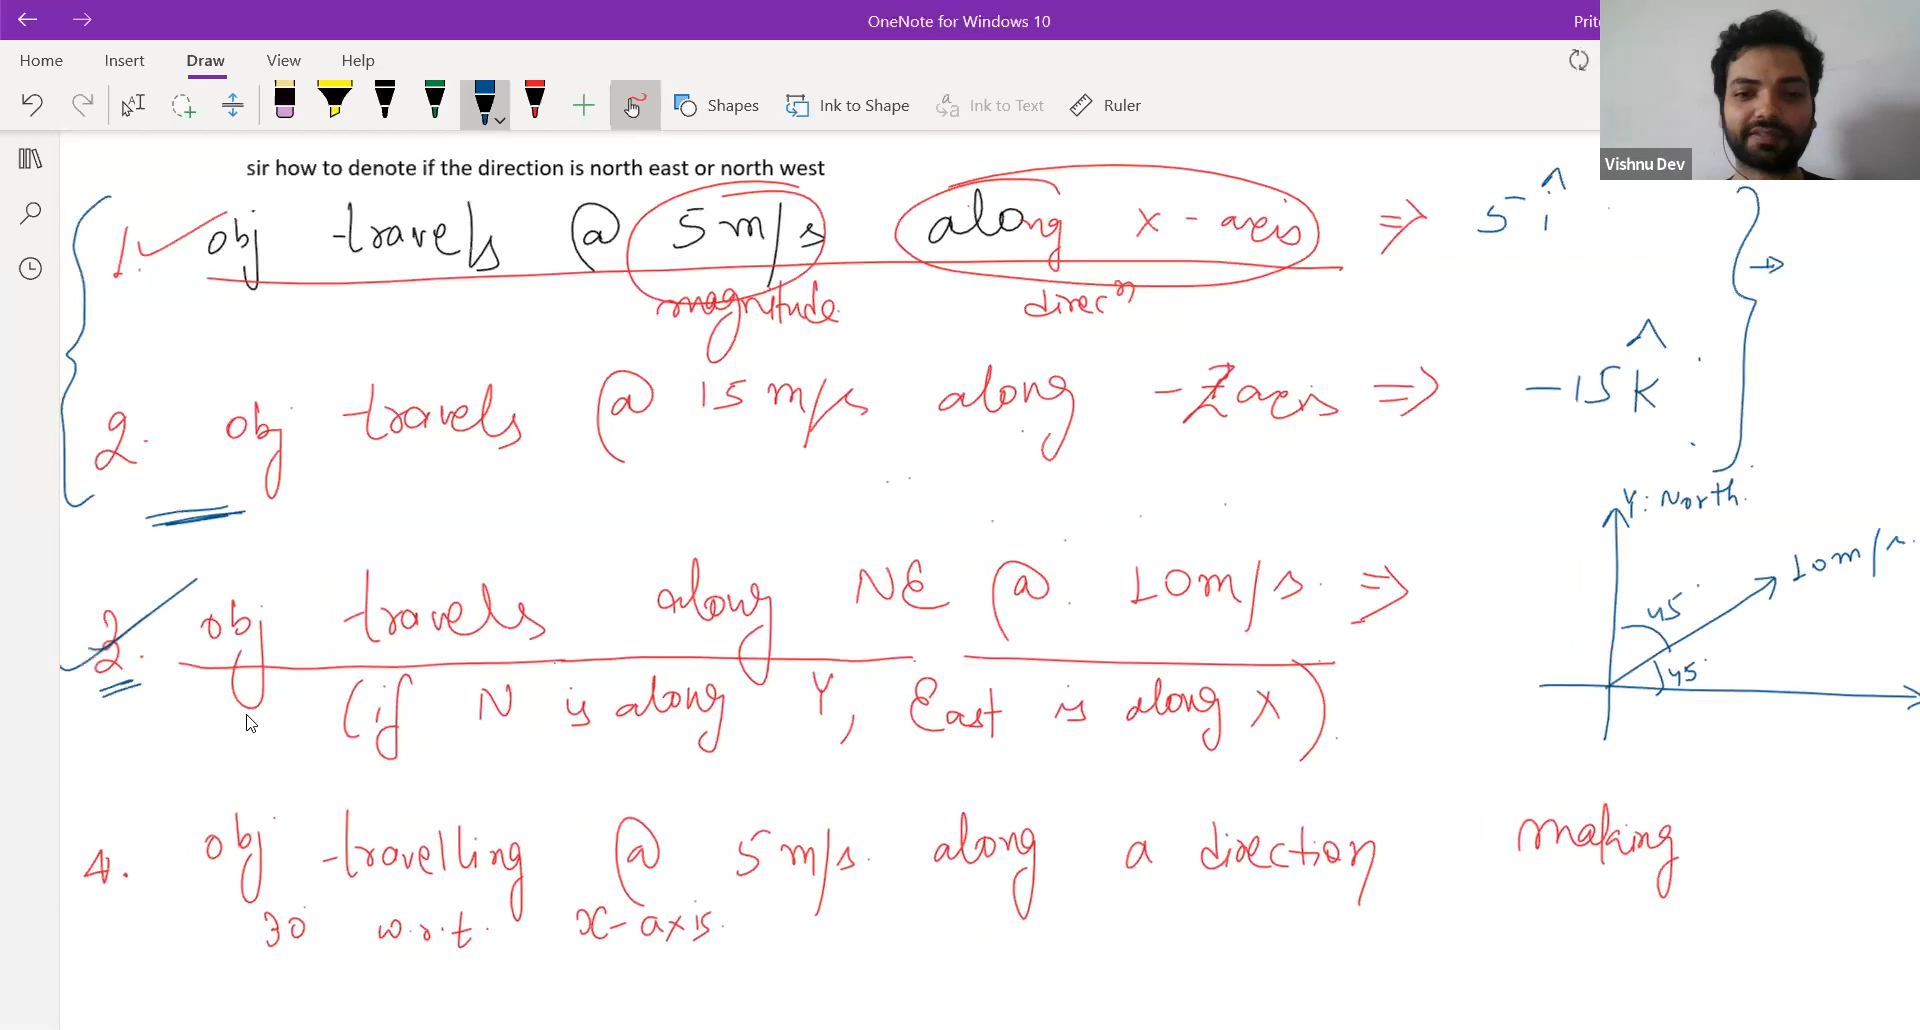 OneNote for Windows 10
Home Insert Draw View Help
Shapes Ink to Shape Ink to Text Ruler
Vishnu Dev
sir how to denote if the direction is north east or north west
1. obj travels @ 5 m/s along x-axis ⇒ 5 î
magnitude direcⁿ
2. obj travels @ 15 m/s along -Z axis ⇒ -15 k̂
Y: North.
3. obj travels along NE @ 10 m/s. ⇒
10 m/s.
45°
45°
(if N is along Y, East is along X).
4. obj travelling @ 5 m/s. along a direction making
30° w.r.t. x-axis.